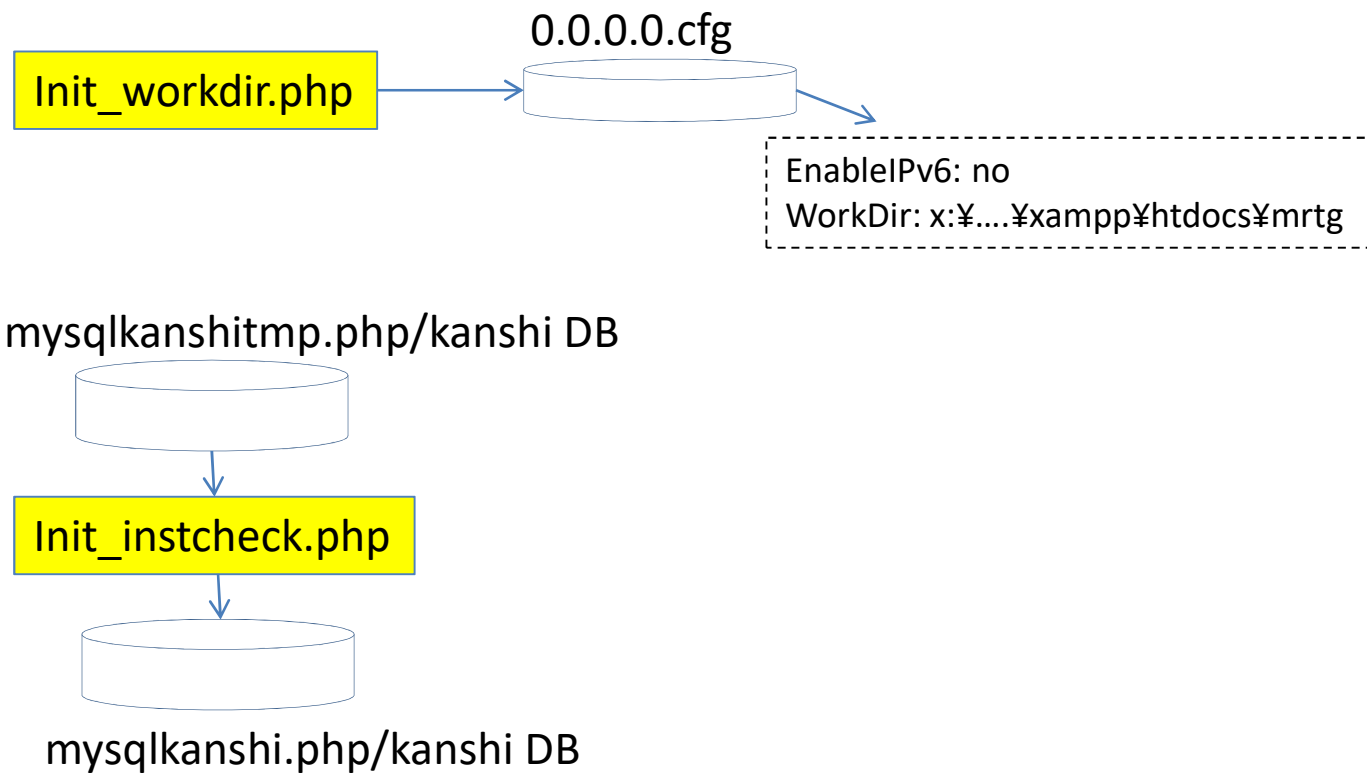 0.0.0.0.cfg
Init_workdir.php
EnableIPv6: no
WorkDir: x:¥....¥xampp¥htdocs¥mrtg
mysqlkanshitmp.php/kanshi DB
Init_instcheck.php
mysqlkanshi.php/kanshi DB